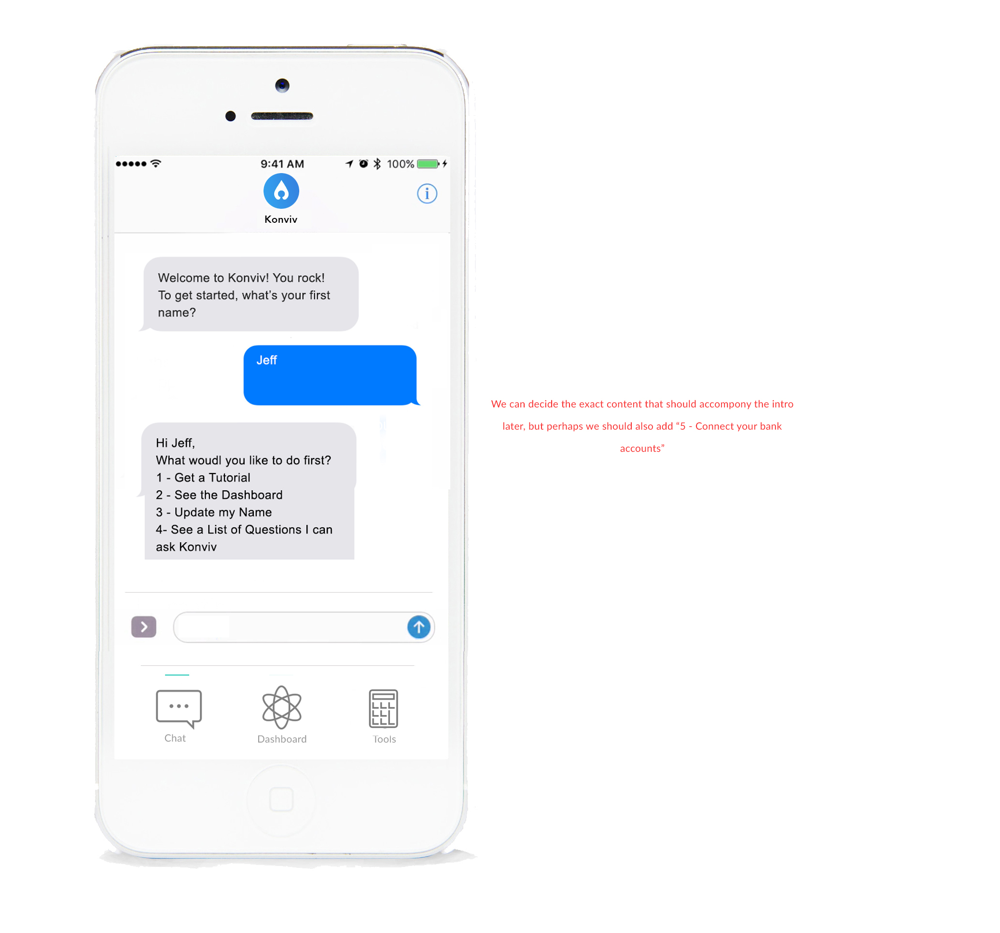 9:41 AM
100%
Konviv
Welcome to Konviv! You rock!
To get started, what’s your first
name?
Jeff
Hi Jeff,
What woudl you like to do first?
1 - Get a Tutorial
2 - See the Dashboard
3 - Update my Name
4- See a List of Questions I can
ask Konviv
We can decide the exact content that should accompony the intro
later, but perhaps we should also add “5 - Connect your bank
accounts”
Chat
Dashboard
Tools